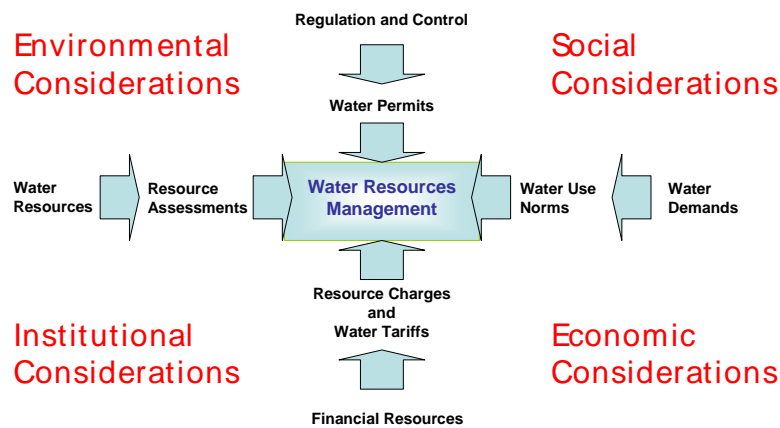 Regulation and Control
Environmental
Considerations
Social
Considerations
Water Permits
Water
Resources
Resource
Assessments
Water Resources
Management
Water Use
Norms
Water
Demands
Resource Charges
and
Water Tariffs
Institutional
Considerations
Economic
Considerations
Financial Resources